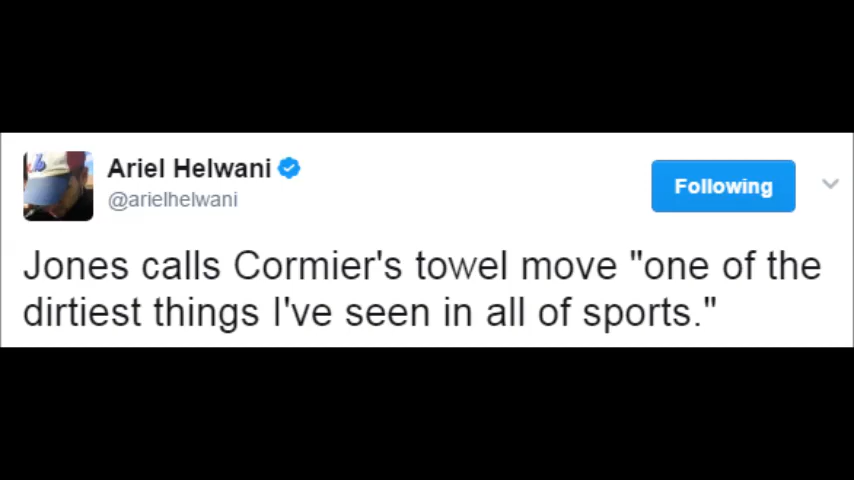 Ariel Helwani
@arielhelwani
Following
Jones calls Cormier's towel move "one of the
dirtiest things I've seen in all of sports."